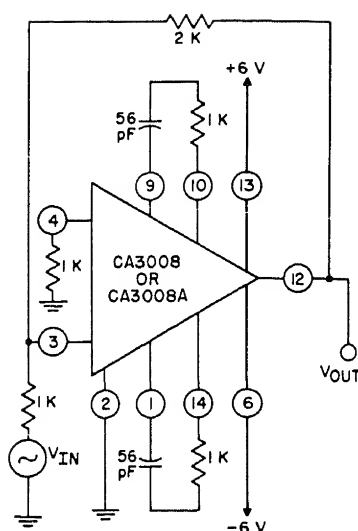 2 K
+6 V
56
pF
1 K
9
10
13
4
1 K
CA3008
OR
CA3008A
12
3
VOUT
1 K
2
1
14
6
VIN
56
pF
1 K
-6 V